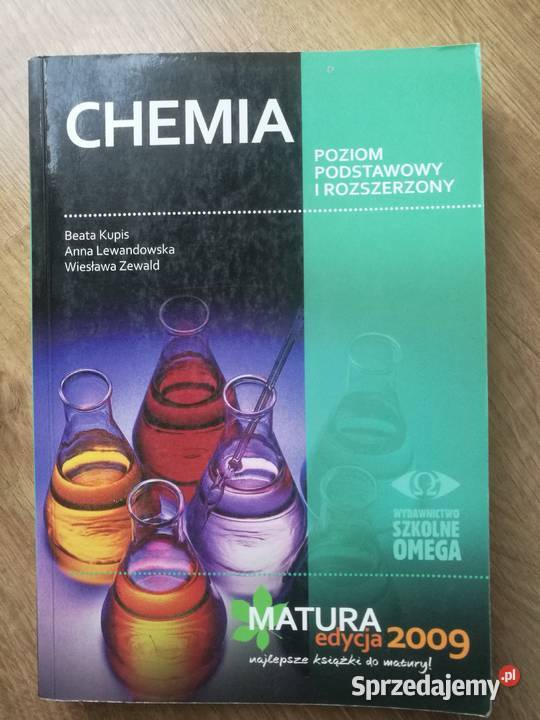 CHEMIA
POZIOM
PODSTAWOWY
I ROZSZERZONY
Beata Kupis
Anna Lewandowska
Wiesława Zewald
WYDAWNICTWO
SZKOLNE
OMEGA
MATURA
edycja 2009
najlepsze książki do matury!
Sprzedajemy.pl